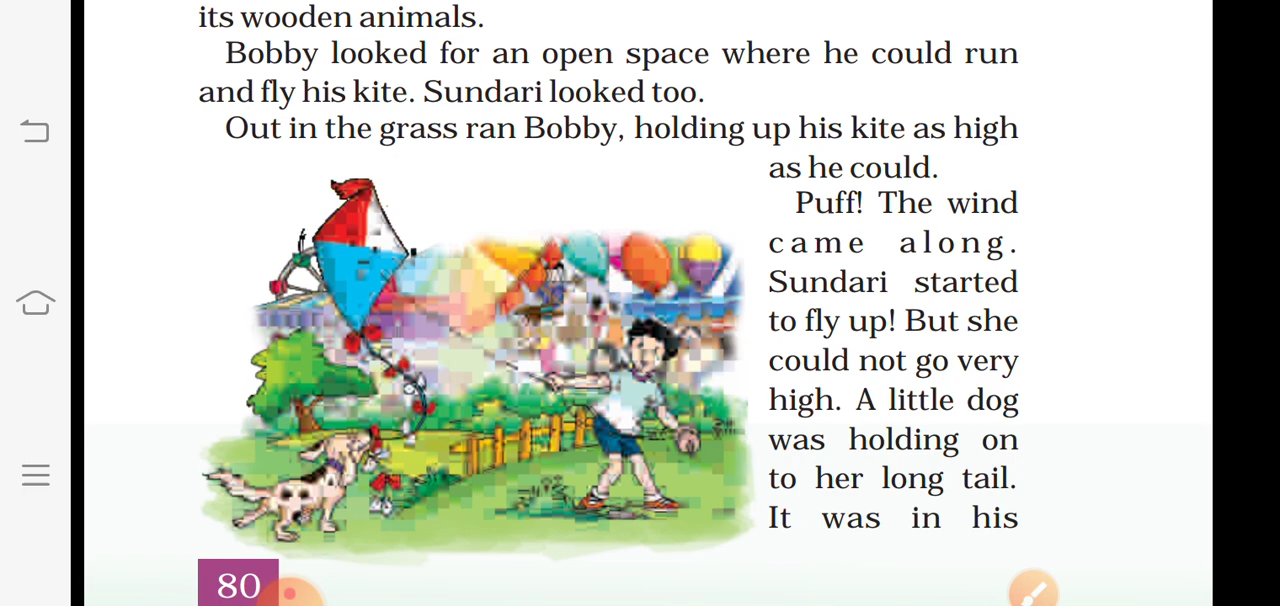 its wooden animals.
Bobby looked for an open space where he could run
and fly his kite. Sundari looked too.
Out in the grass ran Bobby, holding up his kite as high
as he could.
Puff! The wind
came along.
Sundari started
to fly up! But she
could not go very
high. A little dog
was holding on
to her long tail.
It was in his
80